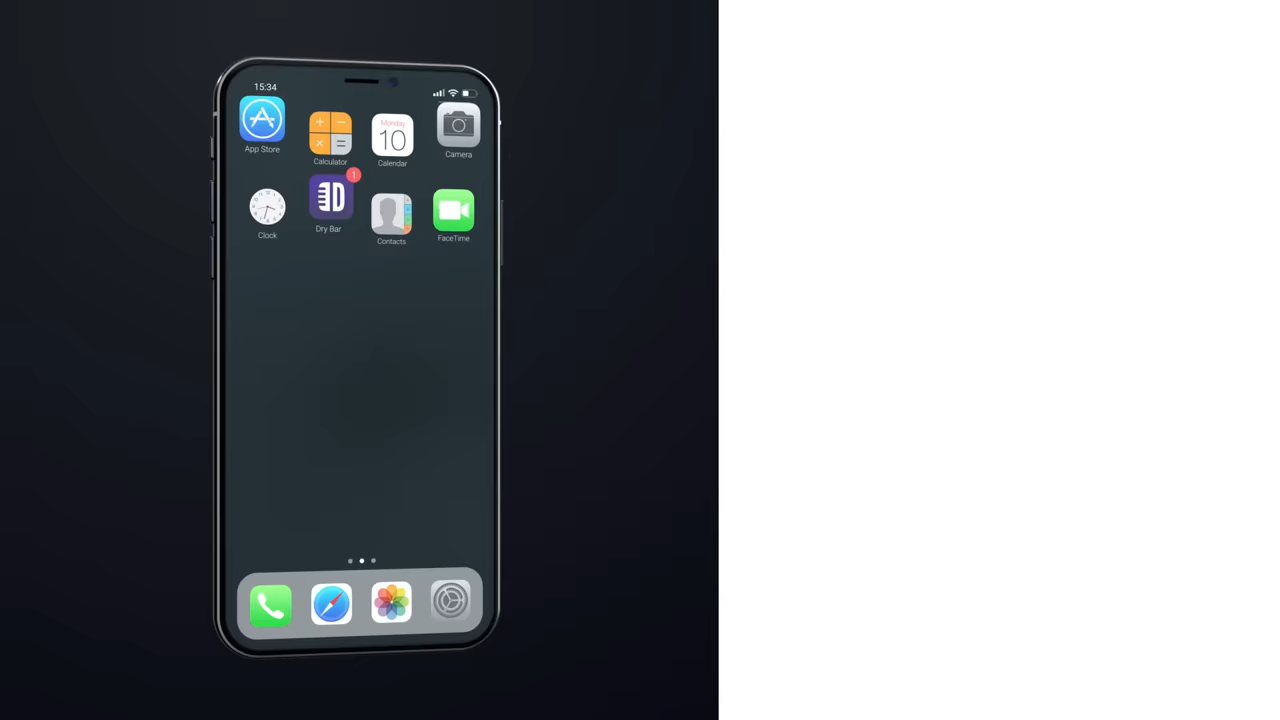 15:34
App Store
Calculator
Monday
10
Calendar
Camera
Clock
1
Dry Bar
Contacts
FaceTime